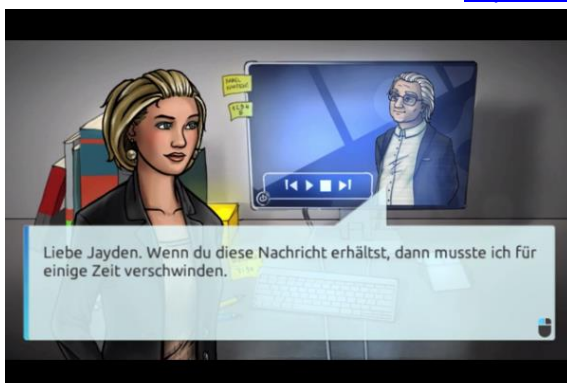 Liebe Jayden. Wenn du diese Nachricht erhältst, dann musste ich für
einige Zeit verschwinden.